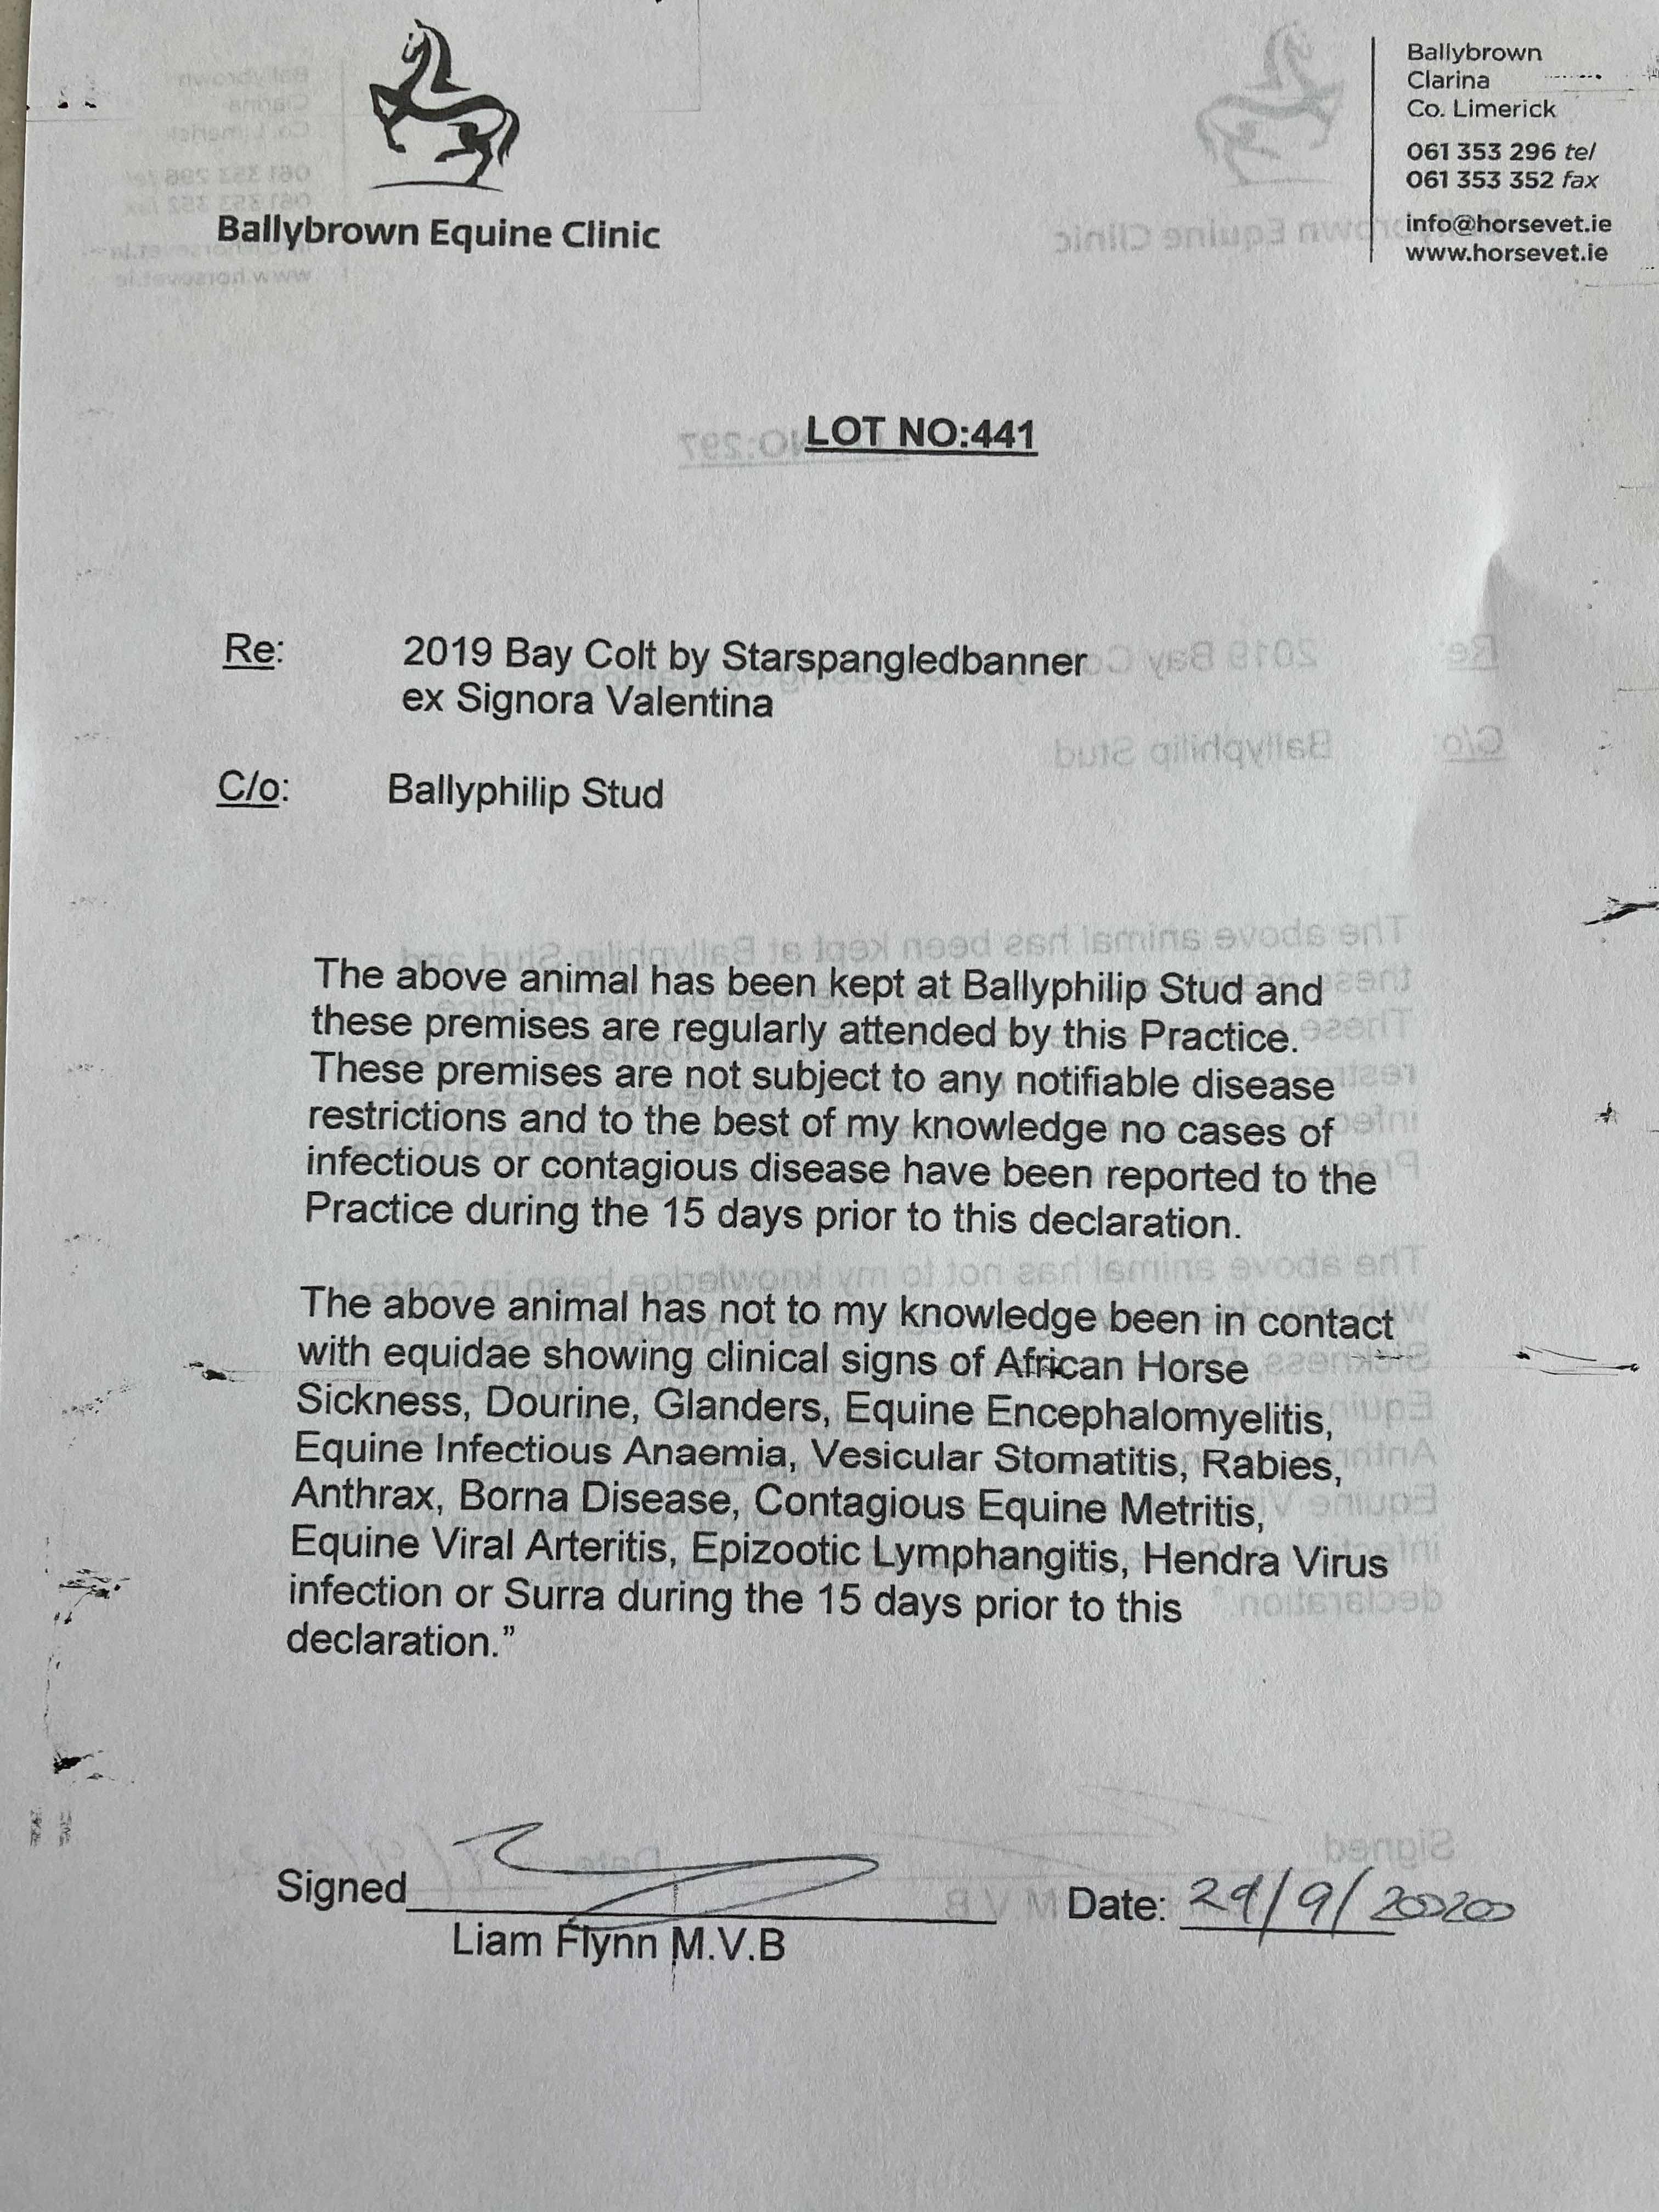 Ballybrown Equine Clinic
Ballybrown
Clarina
Co. Limerick
061 353 296 tel
061 353 352 fax
info@horsevet.ie
www.horsevet.ie
LOT NO:441
Re: 2019 Bay Colt by Starspangledbanner
ex Signora Valentina
C/o: Ballyphilip Stud
The above animal has been kept at Ballyphilip Stud and
these premises are regularly attended by this Practice.
These premises are not subject to any notifiable disease
restrictions and to the best of my knowledge no cases of
infectious or contagious disease have been reported to the
Practice during the 15 days prior to this declaration.
The above animal has not to my knowledge been in contact
with equidae showing clinical signs of African Horse
Sickness, Dourine, Glanders, Equine Encephalomyelitis,
Equine Infectious Anaemia, Vesicular Stomatitis, Rabies,
Anthrax, Borna Disease, Contagious Equine Metritis,
Equine Viral Arteritis, Epizootic Lymphangitis, Hendra Virus
infection or Surra during the 15 days prior to this
declaration.”
Signed Date: 29/9/
Liam Flynn M.V.B